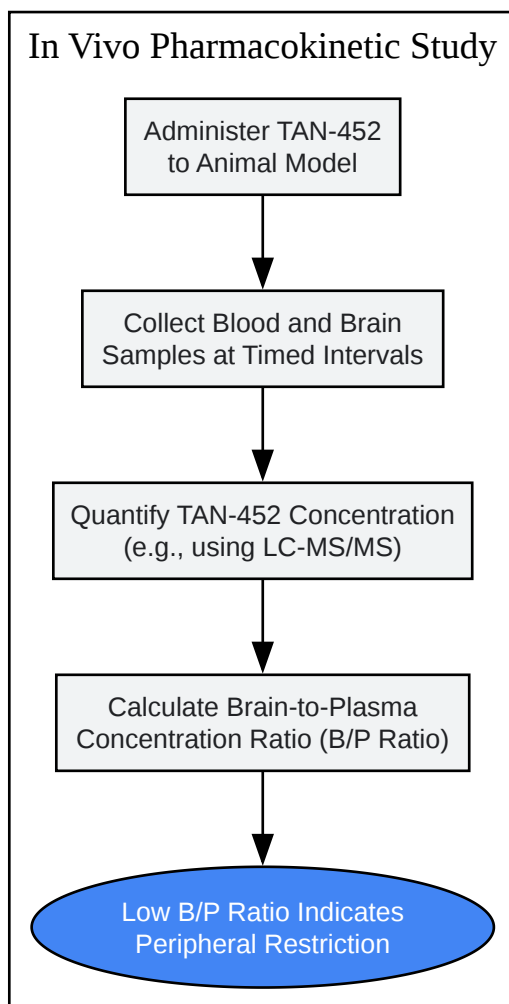 In Vivo Pharmacokinetic Study
Administer TAN-452
to Animal Model
Collect Blood and Brain
Samples at Timed Intervals
Quantify TAN-452 Concentration
(e.g., using LC-MS/MS)
Calculate Brain-to-Plasma
Concentration Ratio (B/P Ratio)
Low B/P Ratio Indicates
Peripheral Restriction